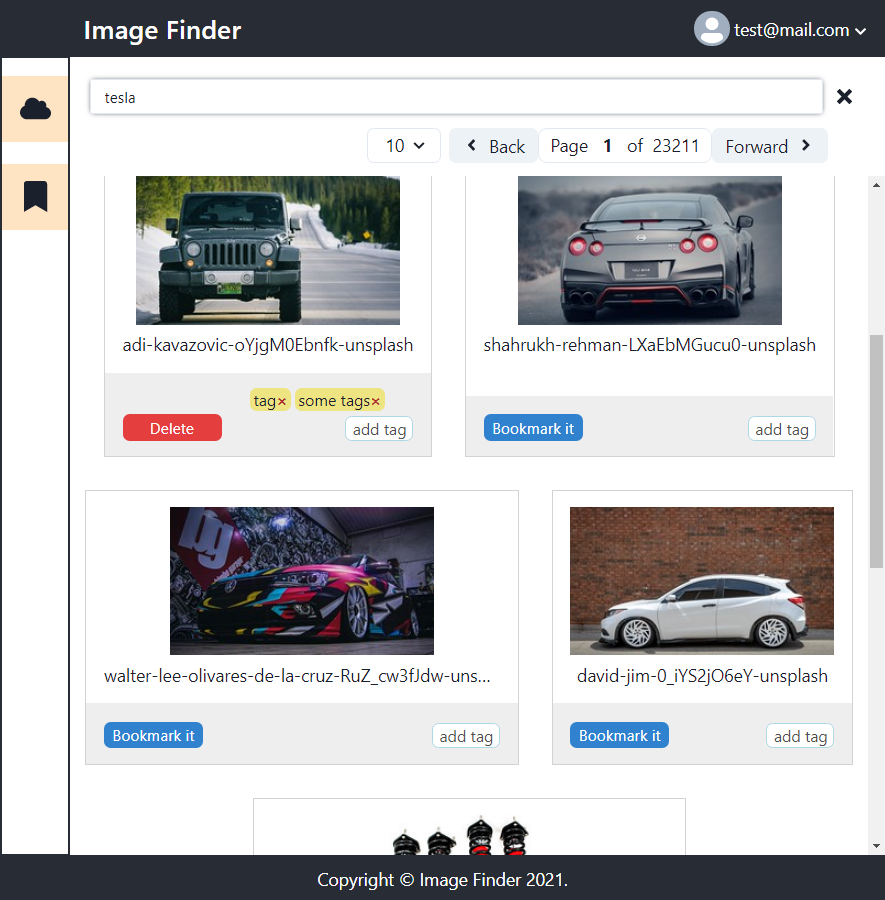 Image Finder
test@mail.com
tesla
10 Back Page 1 of 23211 Forward
adi-kavazovic-oYjgM0Ebnfk-unsplash
shahrukh-rehman-LXaEbMGucu0-unsplash
tag× some tags×
Delete add tag
Bookmark it add tag
walter-lee-olivares-de-la-cruz-RuZ_cw3fJdw-uns...
david-jim-0_iYS2jO6eY-unsplash
Bookmark it add tag
Bookmark it add tag
Copyright © Image Finder 2021.